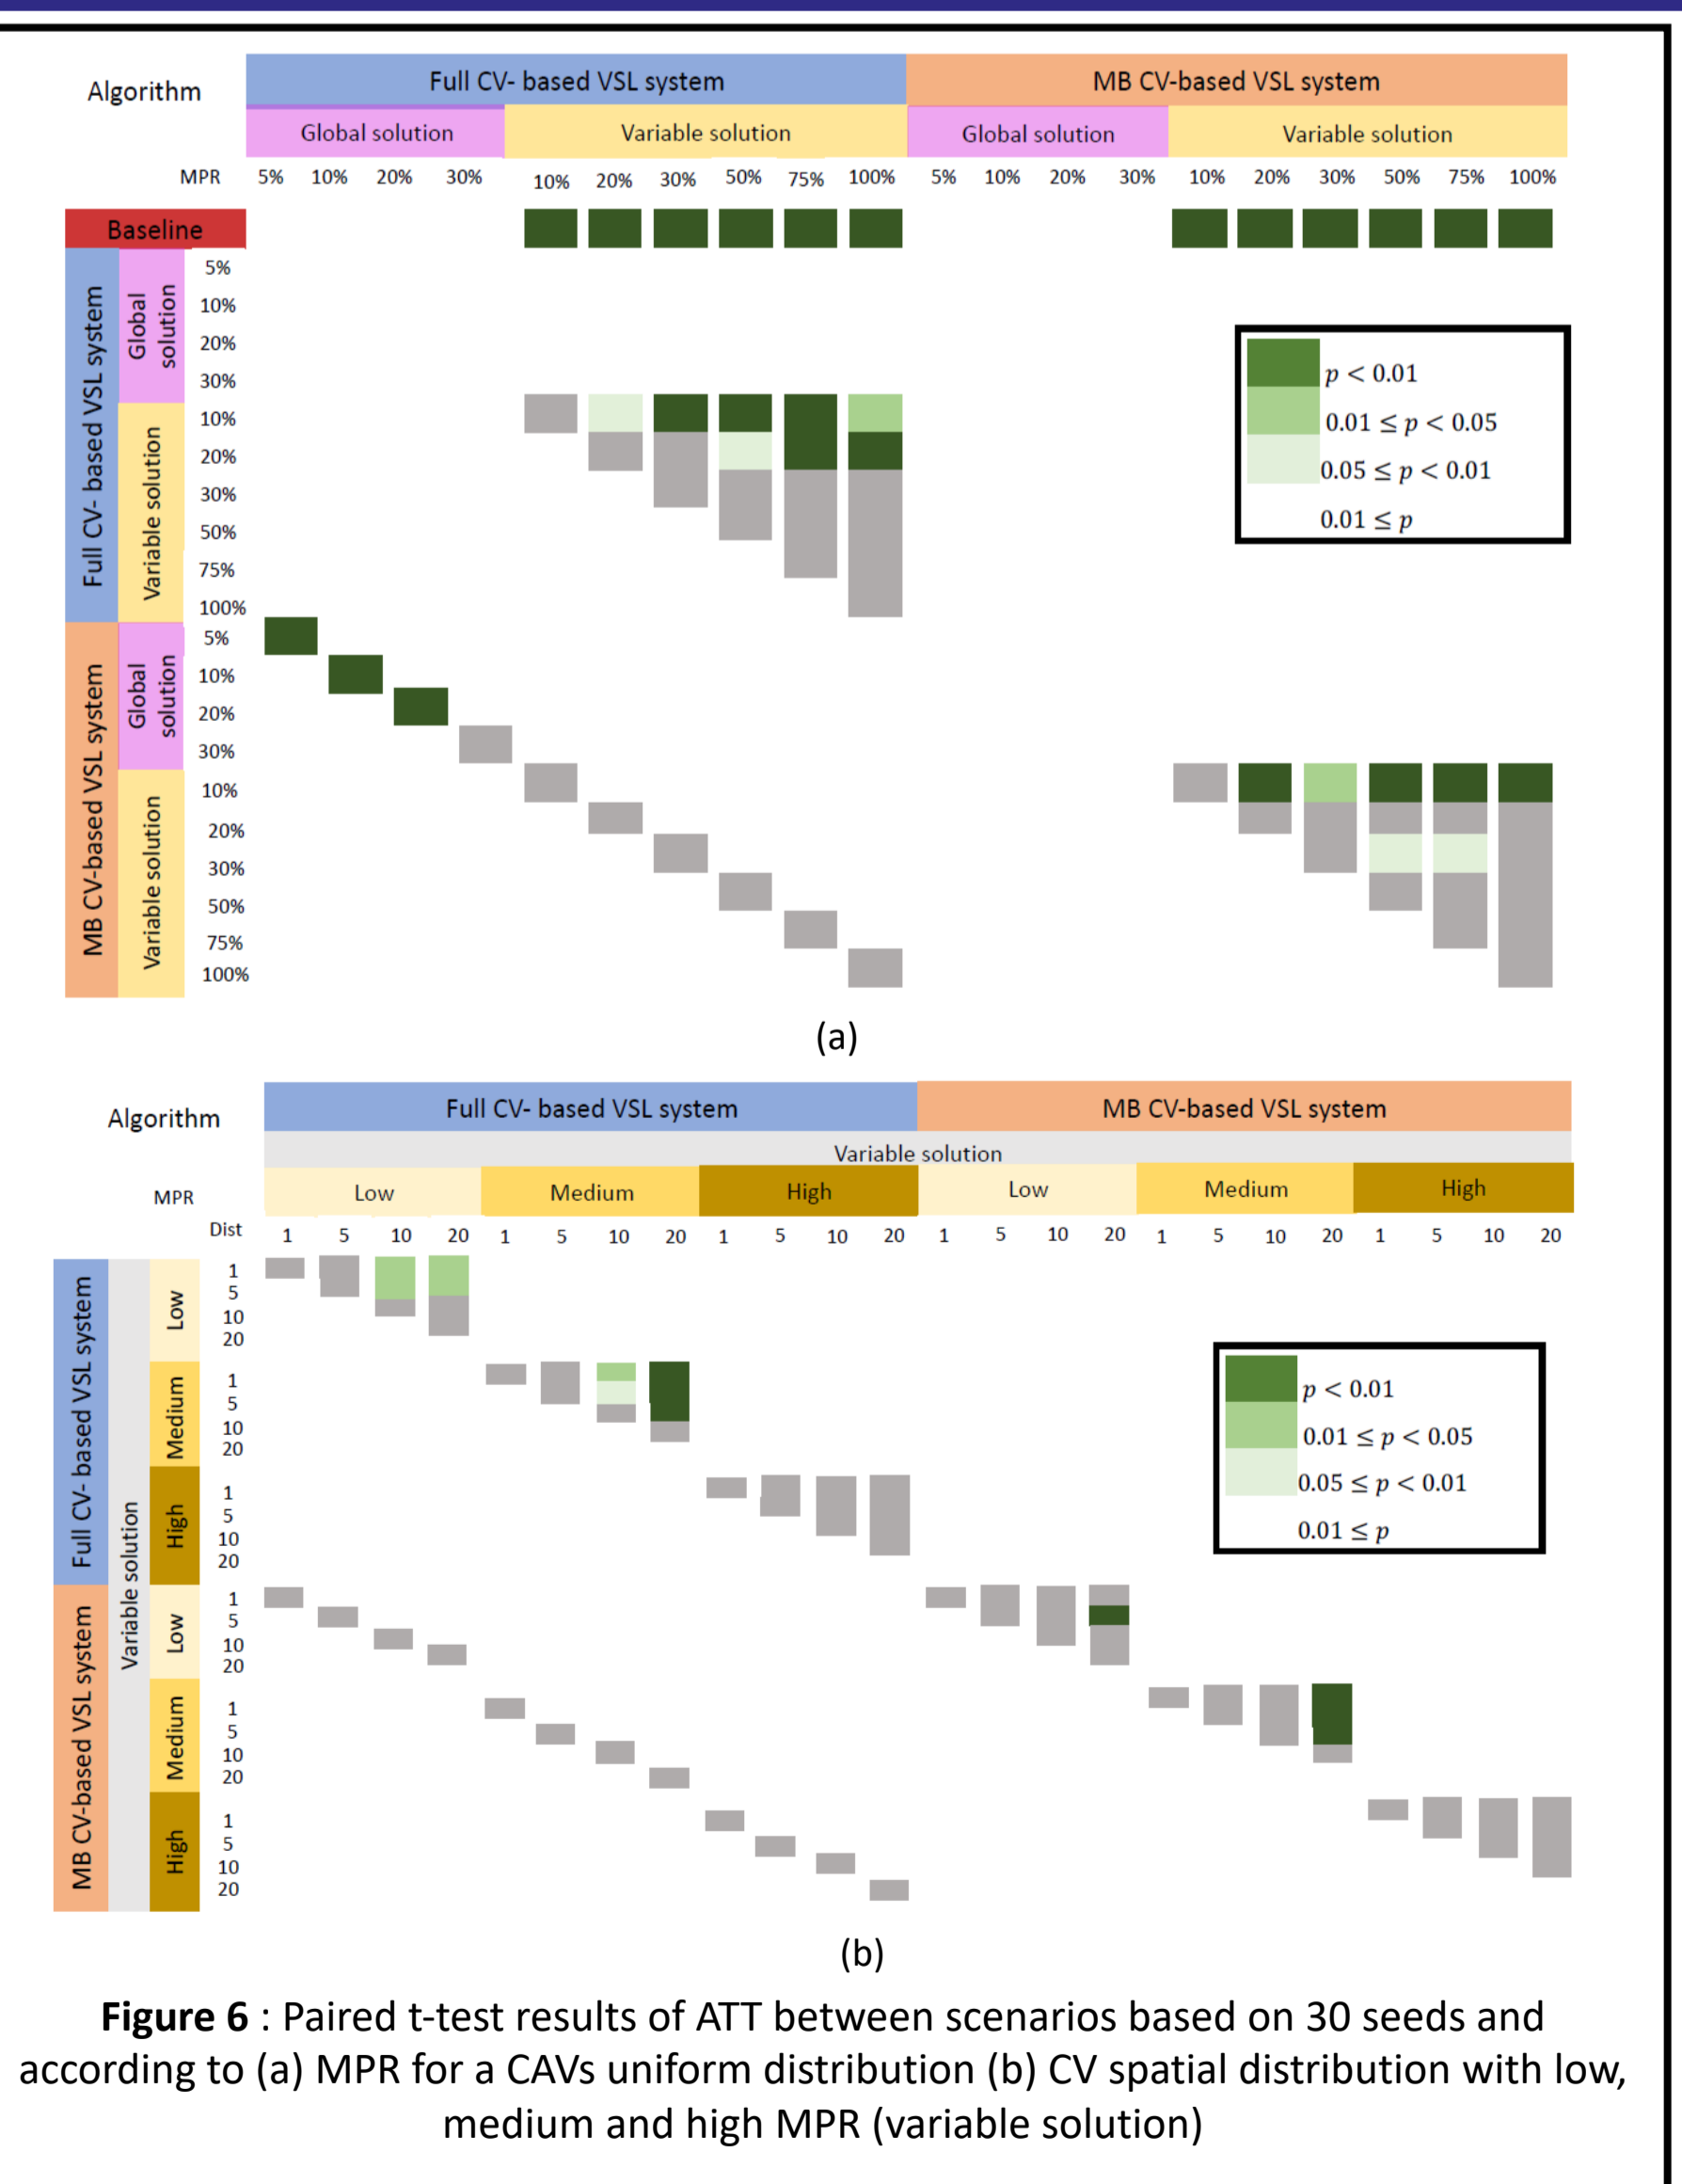 Algorithm
Full CV- based VSL system
MB CV-based VSL system
Global solution
Variable solution
Global solution
Variable solution
MPR 5% 10% 20% 30% 10% 20% 30% 50% 75% 100% 5% 10% 20% 30% 10% 20% 30% 50% 75% 100%
Baseline
Full CV- based VSL system
Global
solution
5%
10%
20%
30%
Variable solution
10%
20%
30%
50%
75%
100%
MB CV-based VSL system
Global
solution
5%
10%
20%
30%
Variable solution
10%
20%
30%
50%
75%
100%
p < 0.01
0.01 ≤ p < 0.05
0.05 ≤ p < 0.01
0.01 ≤ p
(a)
Algorithm
Full CV- based VSL system
MB CV-based VSL system
Variable solution
MPR Low Medium High Low Medium High
Dist 1 5 10 20 1 5 10 20 1 5 10 20 1 5 10 20 1 5 10 20 1 5 10 20
Full CV- based VSL system
Variable solution
Low
1
5
10
20
Medium
1
5
10
20
High
1
5
10
20
MB CV-based VSL system
Low
1
5
10
20
Medium
1
5
10
20
High
1
5
10
20
p < 0.01
0.01 ≤ p < 0.05
0.05 ≤ p < 0.01
0.01 ≤ p
(b)
Figure 6 : Paired t-test results of ATT between scenarios based on 30 seeds and
according to (a) MPR for a CAVs uniform distribution (b) CV spatial distribution with low,
medium and high MPR (variable solution)